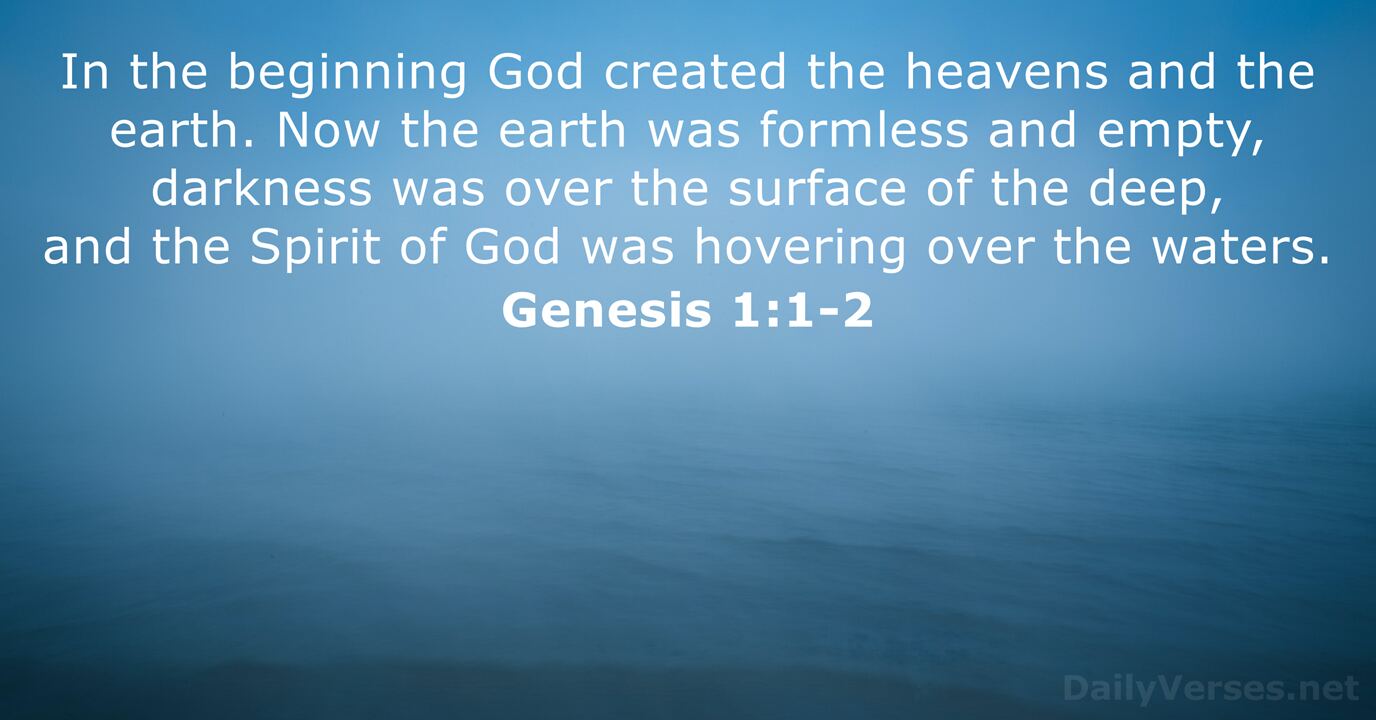 In the beginning God created the heavens and the
earth. Now the earth was formless and empty,
darkness was over the surface of the deep,
and the Spirit of God was hovering over the waters.
Genesis 1:1-2
DailyVerses.net